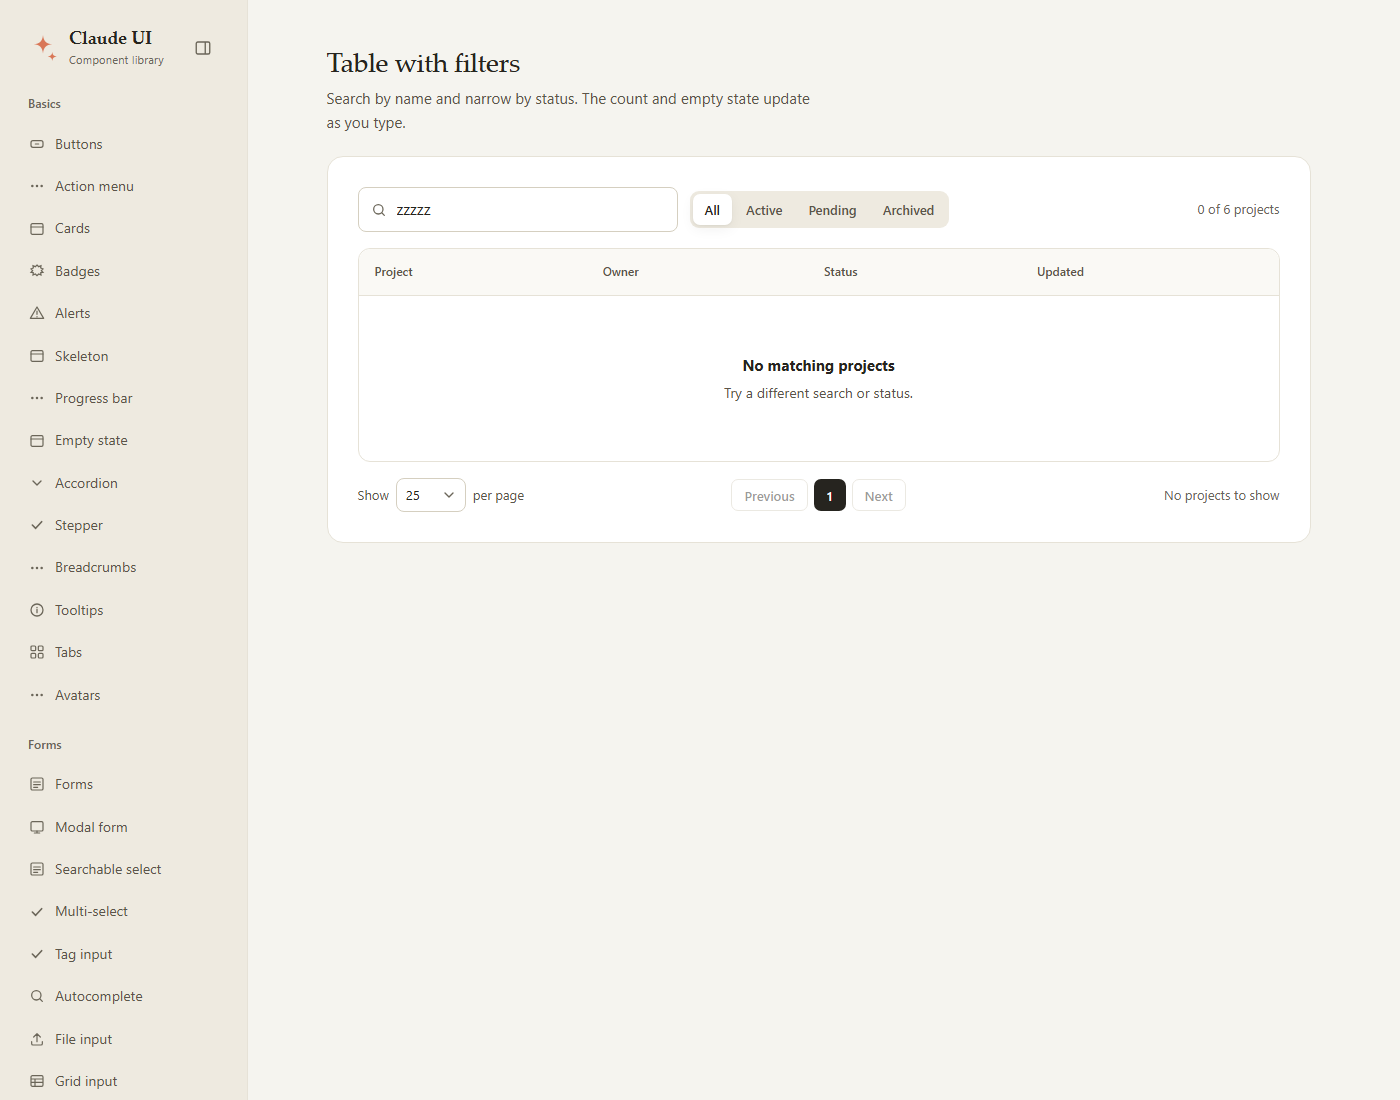 Claude UI
Component library
Basics
Buttons
Action menu
Cards
Badges
Alerts
Skeleton
Progress bar
Empty state
Accordion
Stepper
Breadcrumbs
Tooltips
Tabs
Avatars
Forms
Forms
Modal form
Searchable select
Multi-select
Tag input
Autocomplete
File input
Grid input
Table with filters
Search by name and narrow by status. The count and empty state update
as you type.
zzzzz
All Active Pending Archived
0 of 6 projects
Project Owner Status Updated
No matching projects
Try a different search or status.
Show 25 per page
Previous 1 Next
No projects to show